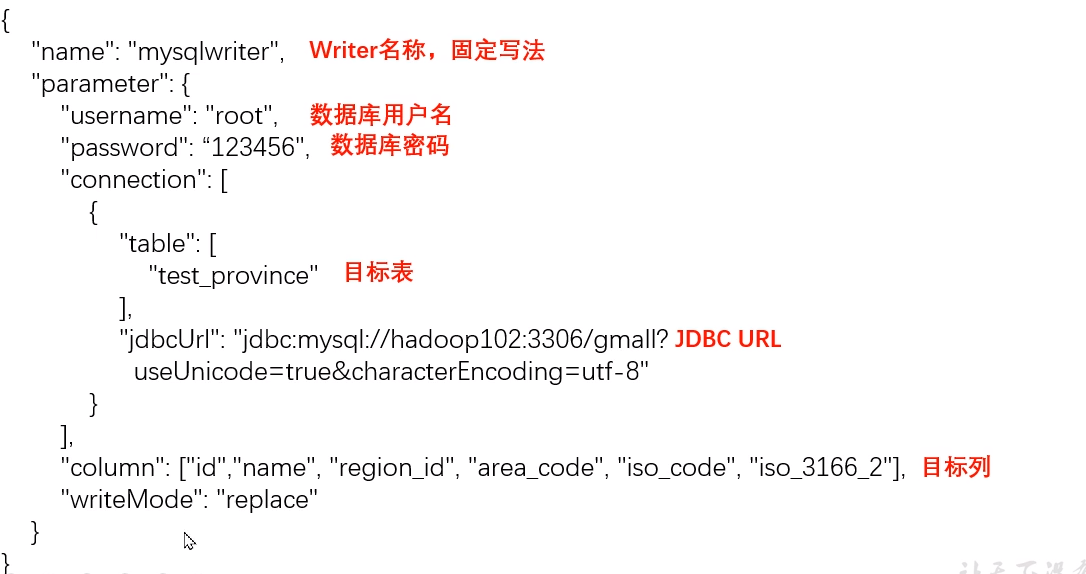 {
"name": "mysqlwriter", Writer名称，固定写法
"parameter": {
"username": "root", 数据库用户名
"password": “123456", 数据库密码
"connection": [
{
"table": [
"test_province" 目标表
],
"jdbcUrl": "jdbc:mysql://hadoop102:3306/gmall? JDBC URL
useUnicode=true&characterEncoding=utf-8"
}
],
"column": ["id","name", "region_id", "area_code", "iso_code", "iso_3166_2"], 目标列
"writeMode": "replace"
}
}